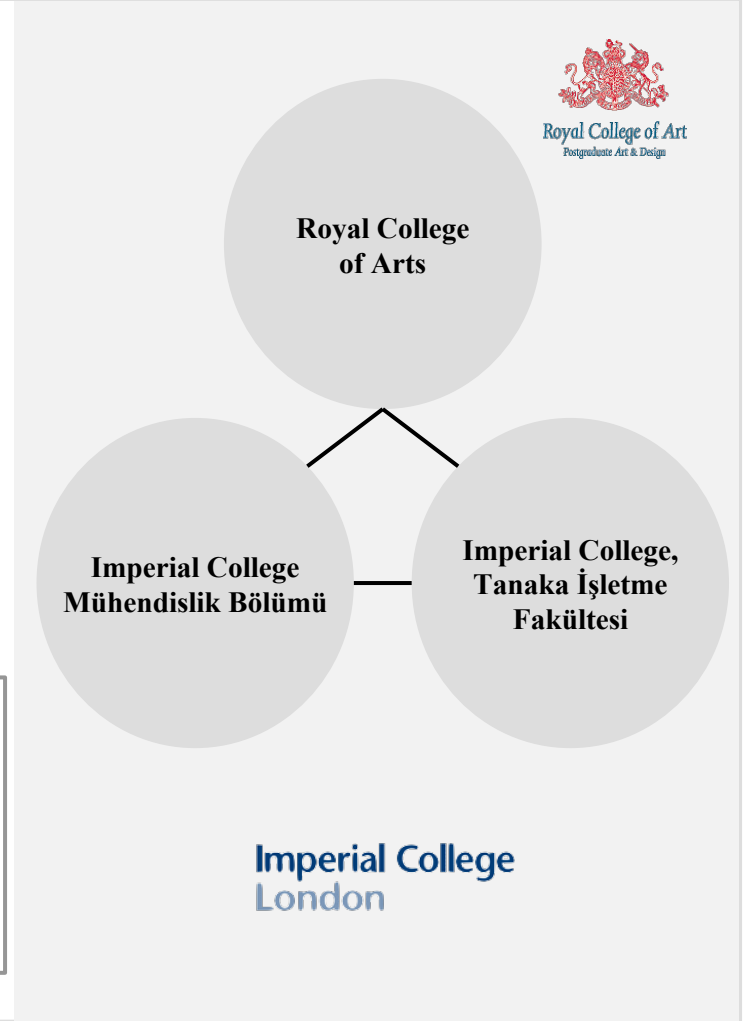 Royal College of Art
Postgraduate Art & Design
Royal College
of Arts
Imperial College
Mühendislik Bölümü
Imperial College,
Tanaka İşletme
Fakültesi
Imperial College
London